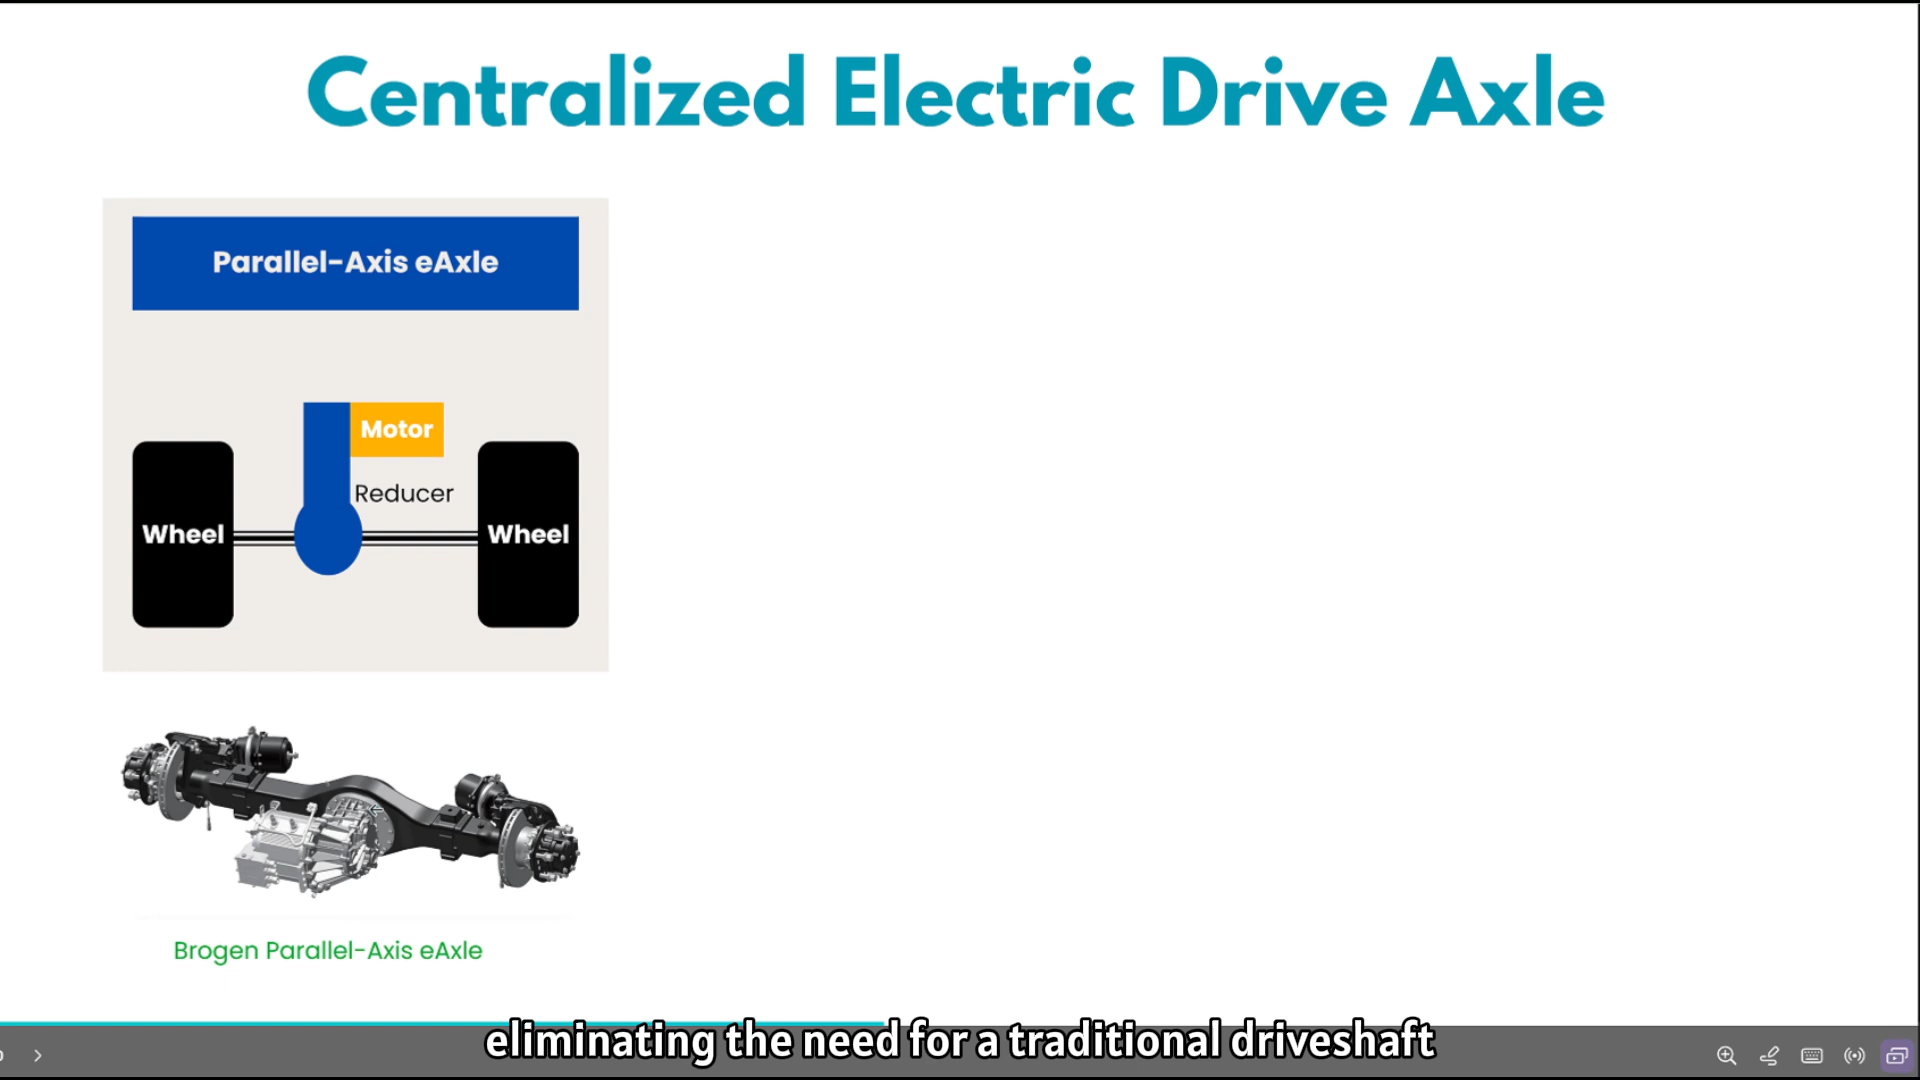 Centralized Electric Drive Axle
Parallel-Axis eAxle
Motor
Reducer
Wheel
Wheel
Brogen Parallel-Axis eAxle
eliminating the need for a traditional driveshaft